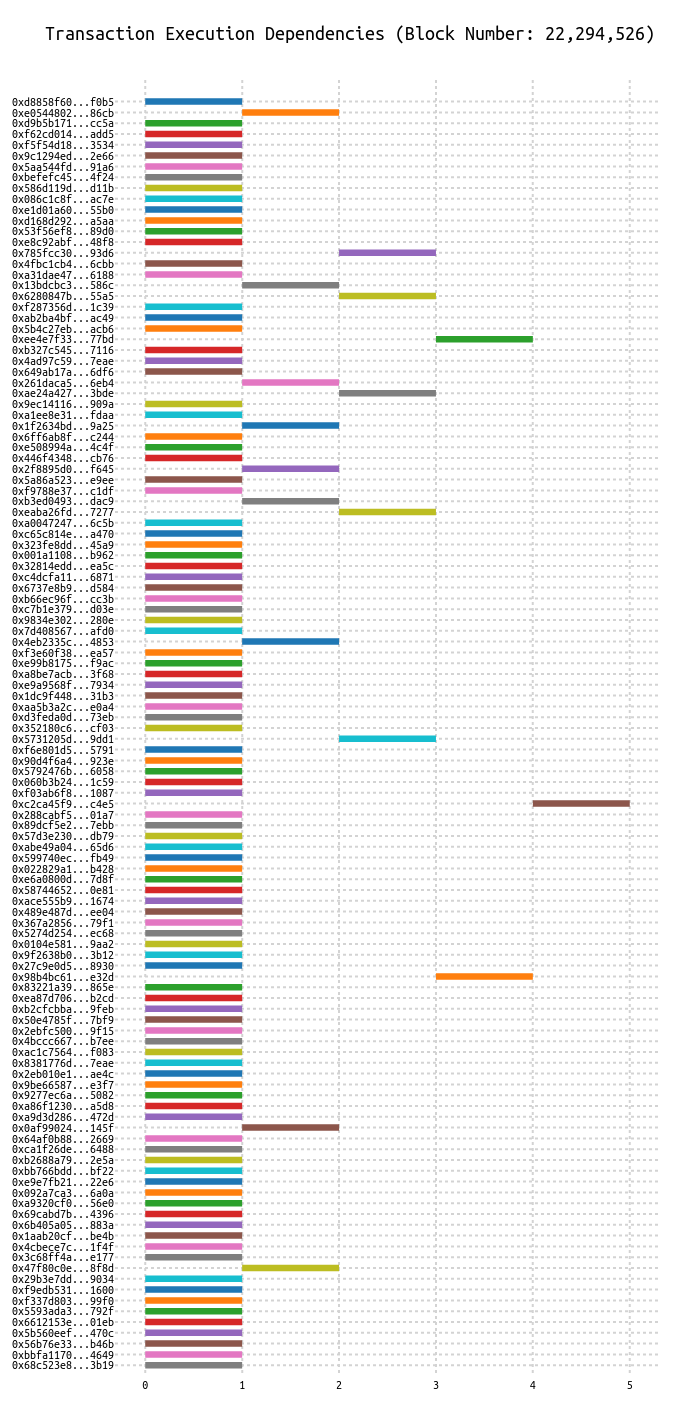 Transaction Execution Dependencies (Block Number: 22,294,526)
0xd8858f60...f0b5
0xe0544802...86cb
0xd9b5b171...cc5a
0xf62cd014...add5
0xf5f54d18...3534
0x9c1294ed...2e66
0x5aa544fd...91a6
0xbefefc45...4f24
0x586d119d...d11b
0x086c1c8f...ac7e
0xe1d01a60...55b0
0xd168d292...a5aa
0x53f56ef8...89d0
0xe8c92abf...48f8
0x785fcc30...93d6
0x4fbc1cb4...6cbb
0xa31dae47...6188
0x13bdcbc3...586c
0x6280847b...55a5
0xf287356d...1c39
0xab2ba4bf...ac49
0x5b4c27eb...acb6
0xee4e7f33...77bd
0xb327c545...7116
0x4ad97c59...7eae
0x649ab17a...6df6
0x261daca5...6eb4
0xae24a427...3bde
0x9ec14116...909a
0xa1ee8e31...fdaa
0x1f2634bd...9a25
0x6ff6ab8f...c244
0xe508994a...4c4f
0x446f4348...cb76
0x2f8895d0...f645
0x5a86a523...e9ee
0xf9788e37...c1df
0xb3ed0493...dac9
0xeaba26fd...7277
0xa0047247...6c5b
0xc65c814e...a470
0x323fe8dd...45a9
0x001a1108...b962
0x32814edd...ea5c
0xc4dcfa11...6871
0x6737e8b9...d584
0xb66ec96f...cc3b
0xc7b1e379...d03e
0x9834e302...280e
0x7d408567...afd0
0x4eb2335c...4853
0xf3e60f38...ea57
0xe99b8175...f9ac
0xa8be7acb...3f68
0xe9a9568f...7934
0x1dc9f448...31b3
0xaa5b3a2c...e0a4
0xd3feda0d...73eb
0x352180c6...cf03
0x5731205d...9dd1
0xf6e801d5...5791
0x90d4f6a4...923e
0x5792476b...6058
0x060b3b24...1c59
0xf03ab6f8...1087
0xc2ca45f9...c4e5
0x288cabf5...01a7
0x89dcf5e2...7ebb
0x57d3e230...db79
0xabe49a04...65d6
0x599740ec...fb49
0x022829a1...b428
0xe6a0800d...7d8f
0x58744652...0e81
0xace555b9...1674
0x489e487d...ee04
0x367a2856...79f1
0x5274d254...ec68
0x0104e581...9aa2
0x9f2638b0...3b12
0x27c9e0d5...8930
0x98b4bc61...e32d
0x83221a39...865e
0xea87d706...b2cd
0xb2cfcbba...9feb
0x50e4785f...7bf9
0x2ebfc500...9f15
0x4bccc667...b7ee
0xac1c7564...f083
0x8381776d...7eae
0x2eb010e1...ae4c
0x9be66587...e3f7
0x9277ec6a...5082
0xa86f1230...a5d8
0xa9d3d286...472d
0x0af99024...145f
0x64af0b88...2669
0xca1f26de...6488
0xb2688a79...2e5a
0xbb766bdd...bf22
0xe9e7fb21...22e6
0x092a7ca3...6a0a
0xa9320cf0...56e0
0x69cabd7b...4396
0x6b405a05...883a
0x1aab20cf...be4b
0x4cbece7c...1f4f
0x3c68ff4a...e177
0x47f80c0e...8f8d
0x29b3e7dd...9034
0xf9edb531...1600
0xf337d803...99f0
0x5593ada3...792f
0x6612153e...01eb
0x5b560eef...470c
0x56b76e33...b46b
0xbbfa1170...4649
0x68c523e8...3b19
0 1 2 3 4 5